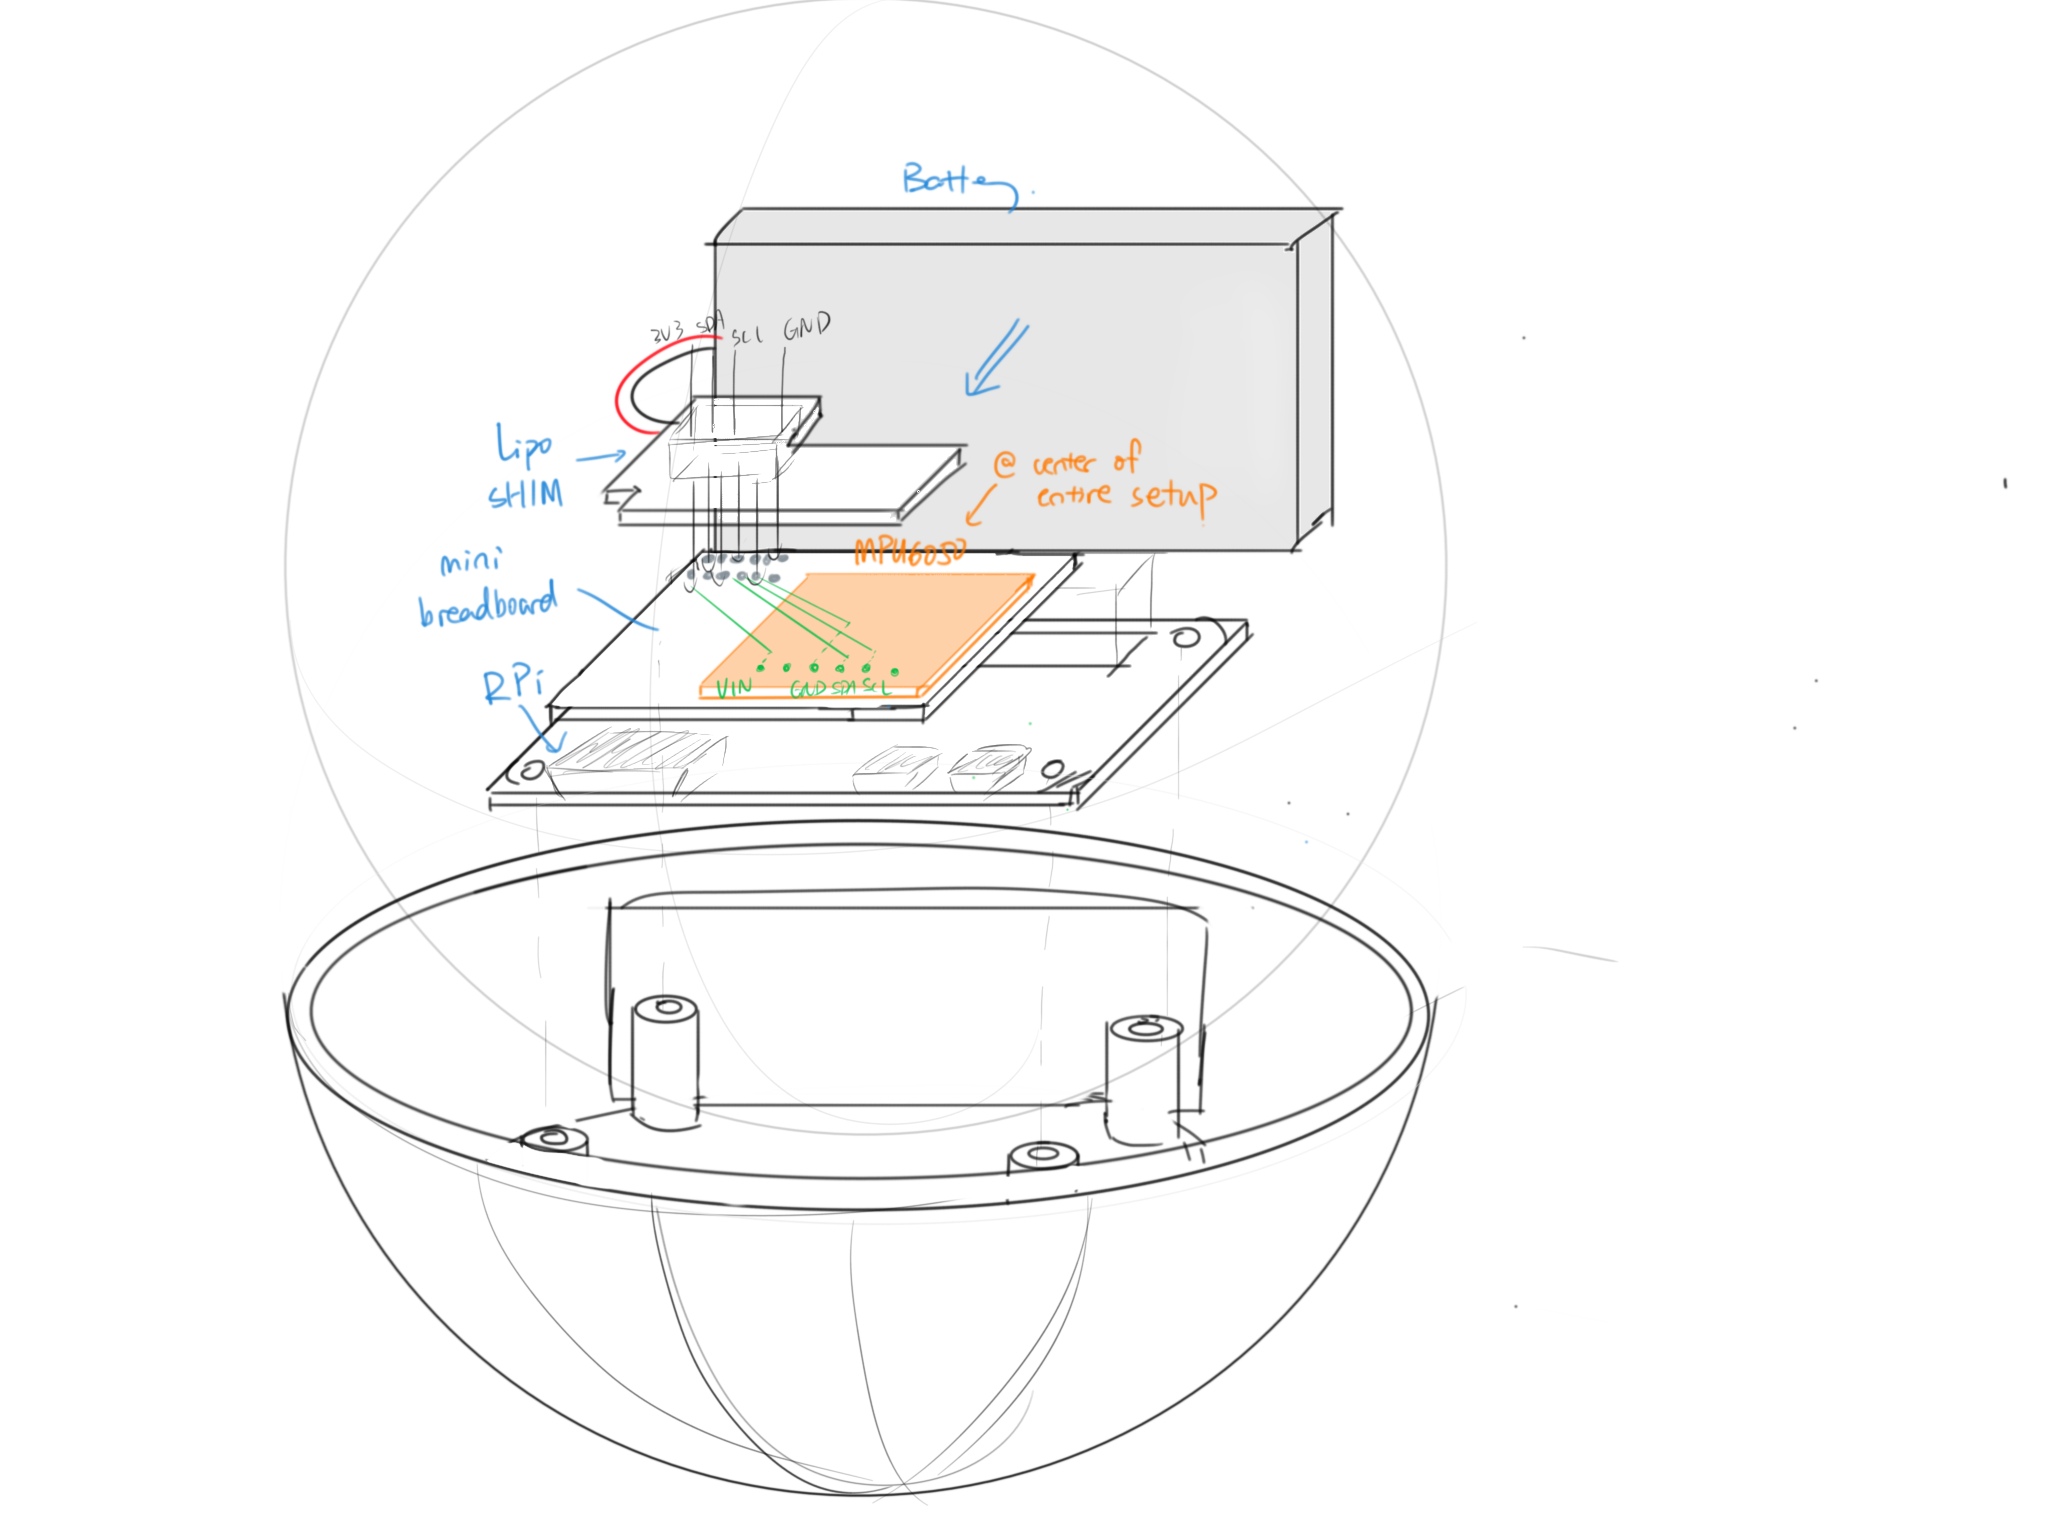 Battery.
3V3 SDA SCL GND
Lipo
SHIM
@ center of
entire setup
mini
breadboard
MPU6050
RPi
VIN GND SDA SCL